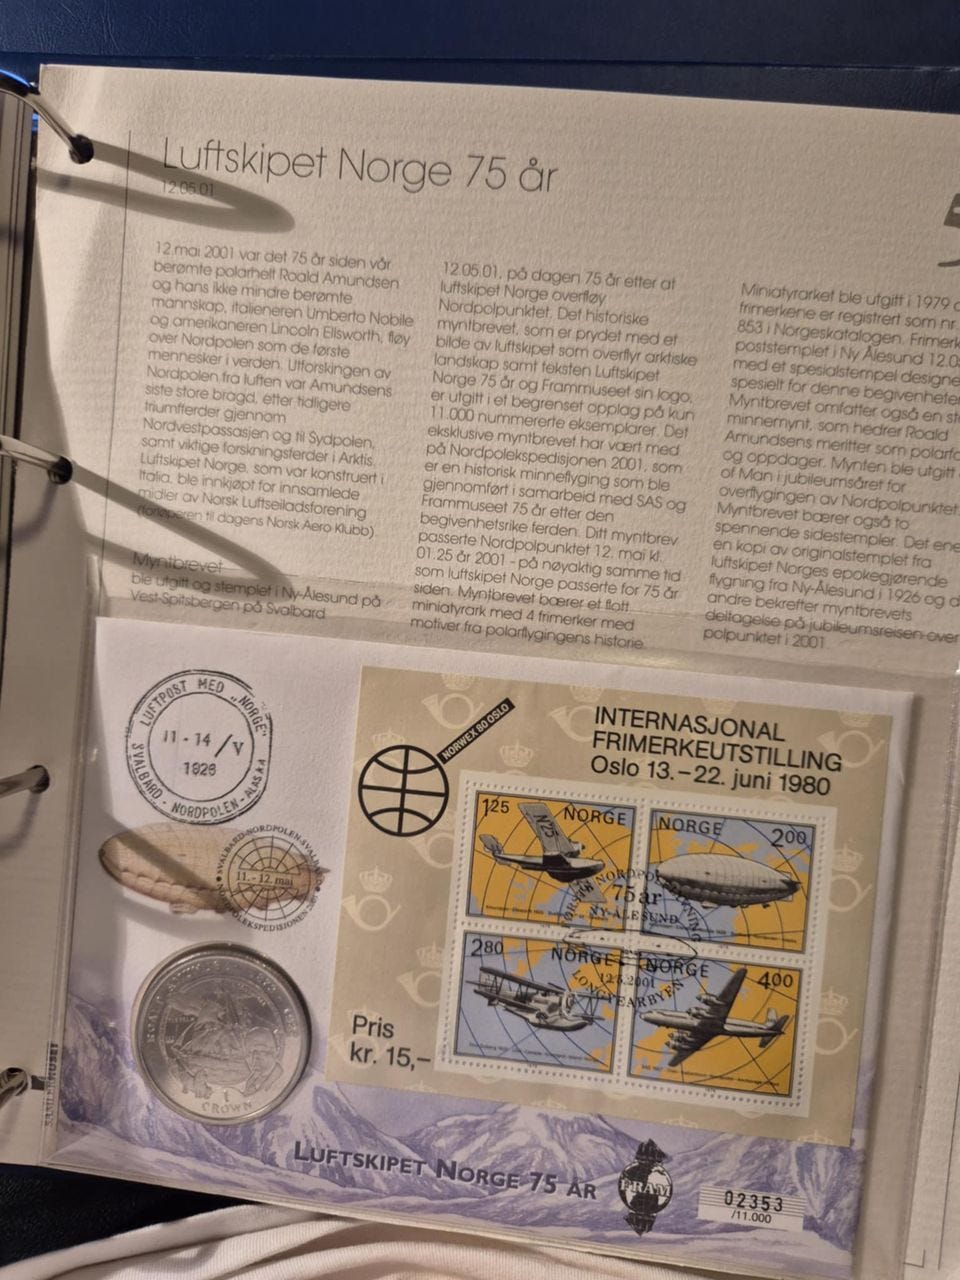 Luftskipet Norge 75 år
12.05.01
12.mai 2001 var det 75 år siden vår
berømte polarhelt Roald Amundsen
og hans ikke mindre berømte
mannskap, italieneren Umberto Nobile
og amerikaneren Lincoln Ellsworth, fløy
over Nordpolen som de første
mennesker i verden. Utforskingen av
Nordpolen fra luften var Amundsens
siste store bragd, etter tidligere
triumfferder gjennom
Nordvestpassasjen og til Sydpolen,
samt viktige forskningsferder i Arktis.
Luftskipet Norge, som var konstruert i
Italia, ble innkjøpt for innsamlede
midler av Norsk Luftseiladsforening
(forløperen til dagens Norsk Aero Klubb).
Myntbrevet
ble utgitt og stemplet i Ny-Ålesund på
Vest-Spitsbergen på Svalbard
12.05.01, på dagen 75 år etter at
luftskipet Norge overfløy
Nordpolpunktet. Det historiske
myntbrevet, som er prydet med et
bilde av luftskipet som overflyr arktiske
landskap samt teksten Luftskipet
Norge 75 år og Frammuseet sin logo,
er utgitt i et begrenset opplag på kun
11.000 nummererte eksemplarer. Det
eksklusive myntbrevet har vært med
på Nordpolekspedisjonen 2001, som
er en historisk minneflyging som ble
gjennomført i samarbeid med SAS og
Frammuseet 75 år etter den
begivenhetsrike ferden. Ditt myntbrev
passerte Nordpolpunktet 12. mai kl.
01.25 år 2001 - på nøyaktig samme tid
som luftskipet Norge passerte for 75 år
siden. Myntbrevet bærer et flott
miniatyrark med 4 frimerker med
motiver fra polarflygingens historie.
Miniatyrarket ble utgitt i 1979
frimerkene er registrert som nr.
853 i Norgeskatalogen.
poststemplet i Ny Ålesund
med et spesialstempel
spesielt for denne
Myntbrevet omfatter også en
minnemynt, som hedrer Roald
Amundsens meritter som
og oppdager. Mynten ble utgitt
of Man i jubileumsåret for
overflygingen av Nordpolpunktet.
Myntbrevet bærer også to
spennende sidestempler. Det
en kopi av originalstemplet fra
luftskipet Norges epokegjørende
flygning fra Ny-Ålesund i 1926 og
andre bekrefter myntbrevets
deltagelse på jubileumsreisen over
polpunktet i 2001.
LUFTPOST MED „NORGE"
11-14/V
1926
SVALBARD - NORDPOLEN - ALASKA
SVALBARD-NORDPOLEN-SVALBARD
11.-12. mai
NORDPOLEKSPEDISJONEN
NORWEX 80 OSLO
INTERNASJONAL
FRIMERKEUTSTILLING
Oslo 13.-22. juni 1980
125 NORGE
NORGE 200
N25
280 NORGE
NORGE 400
75 år
NY-ÅLESUND
12.5.2001
LONGYEARBYEN
Pris
kr. 15,–
1
CROWN
LUFTSKIPET NORGE 75 ÅR
FRAM
02353
/11.000